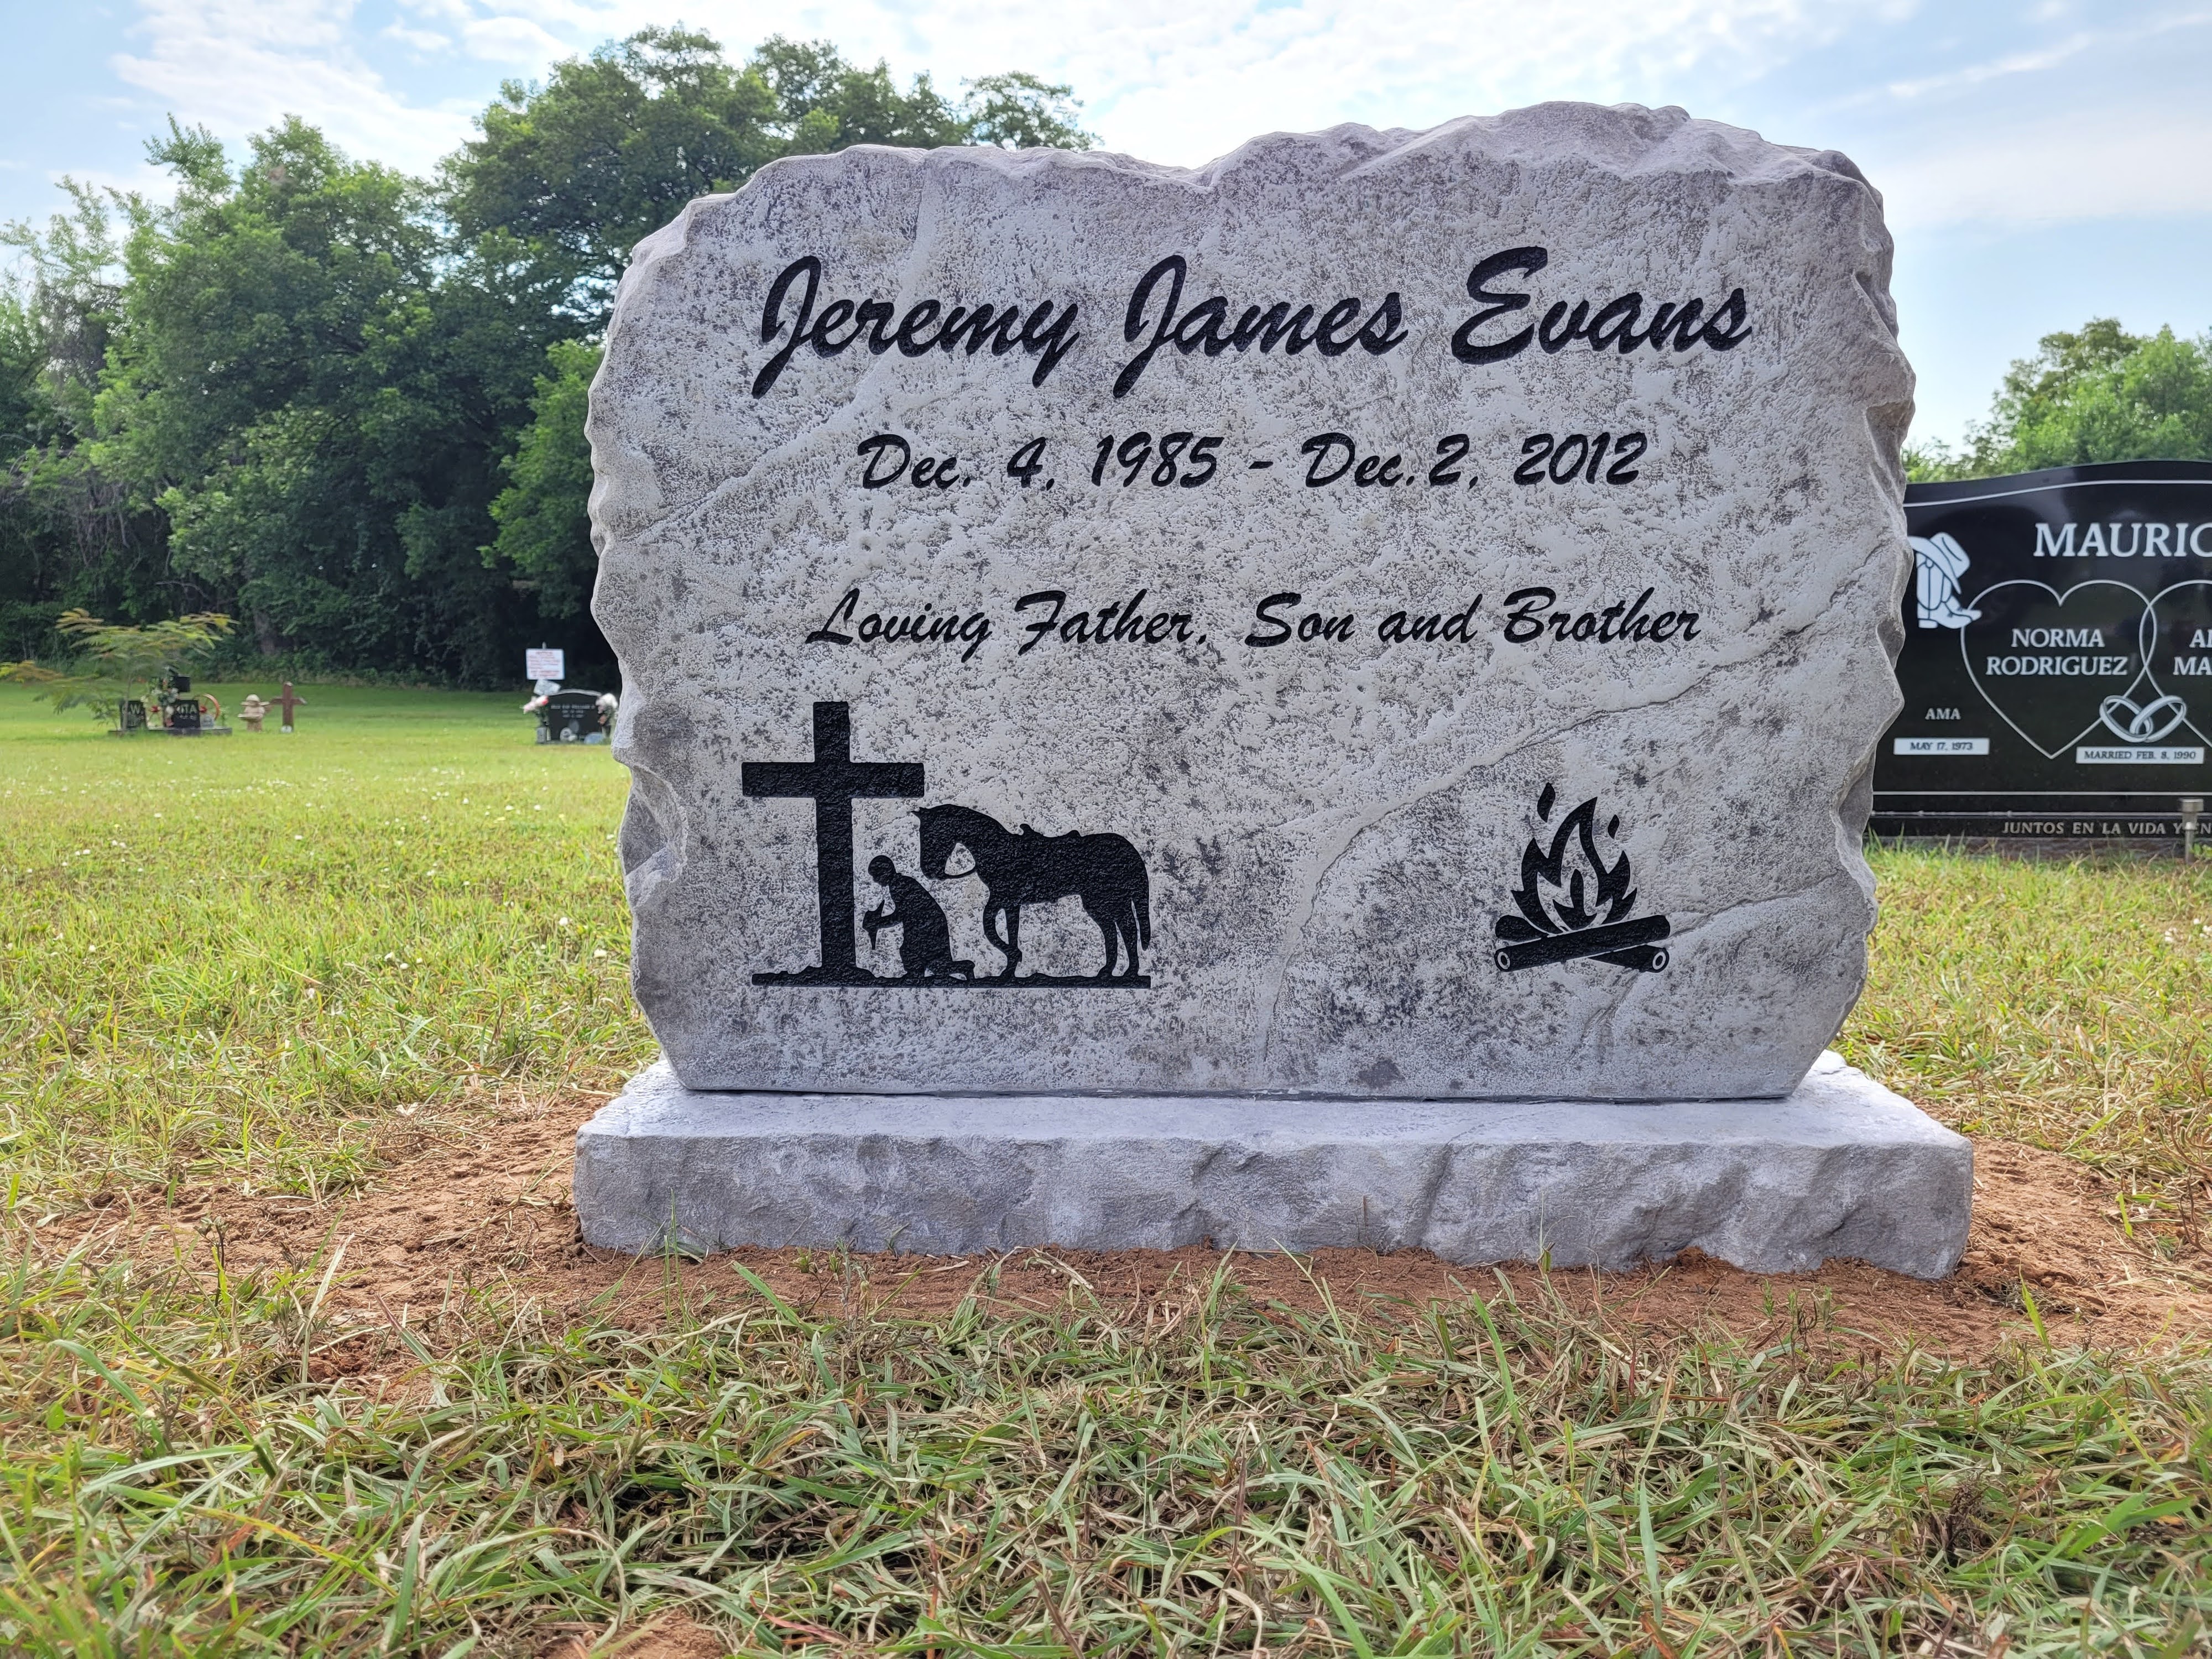 Jeremy James Evans
Dec. 4, 1985 - Dec. 2, 2012
Loving Father, Son and Brother
MAURIC
NORMA
RODRIGUEZ
AMA
MAY 17, 1973
MARRIED FEB. 8, 1990
JUNTOS EN LA VIDA Y EN